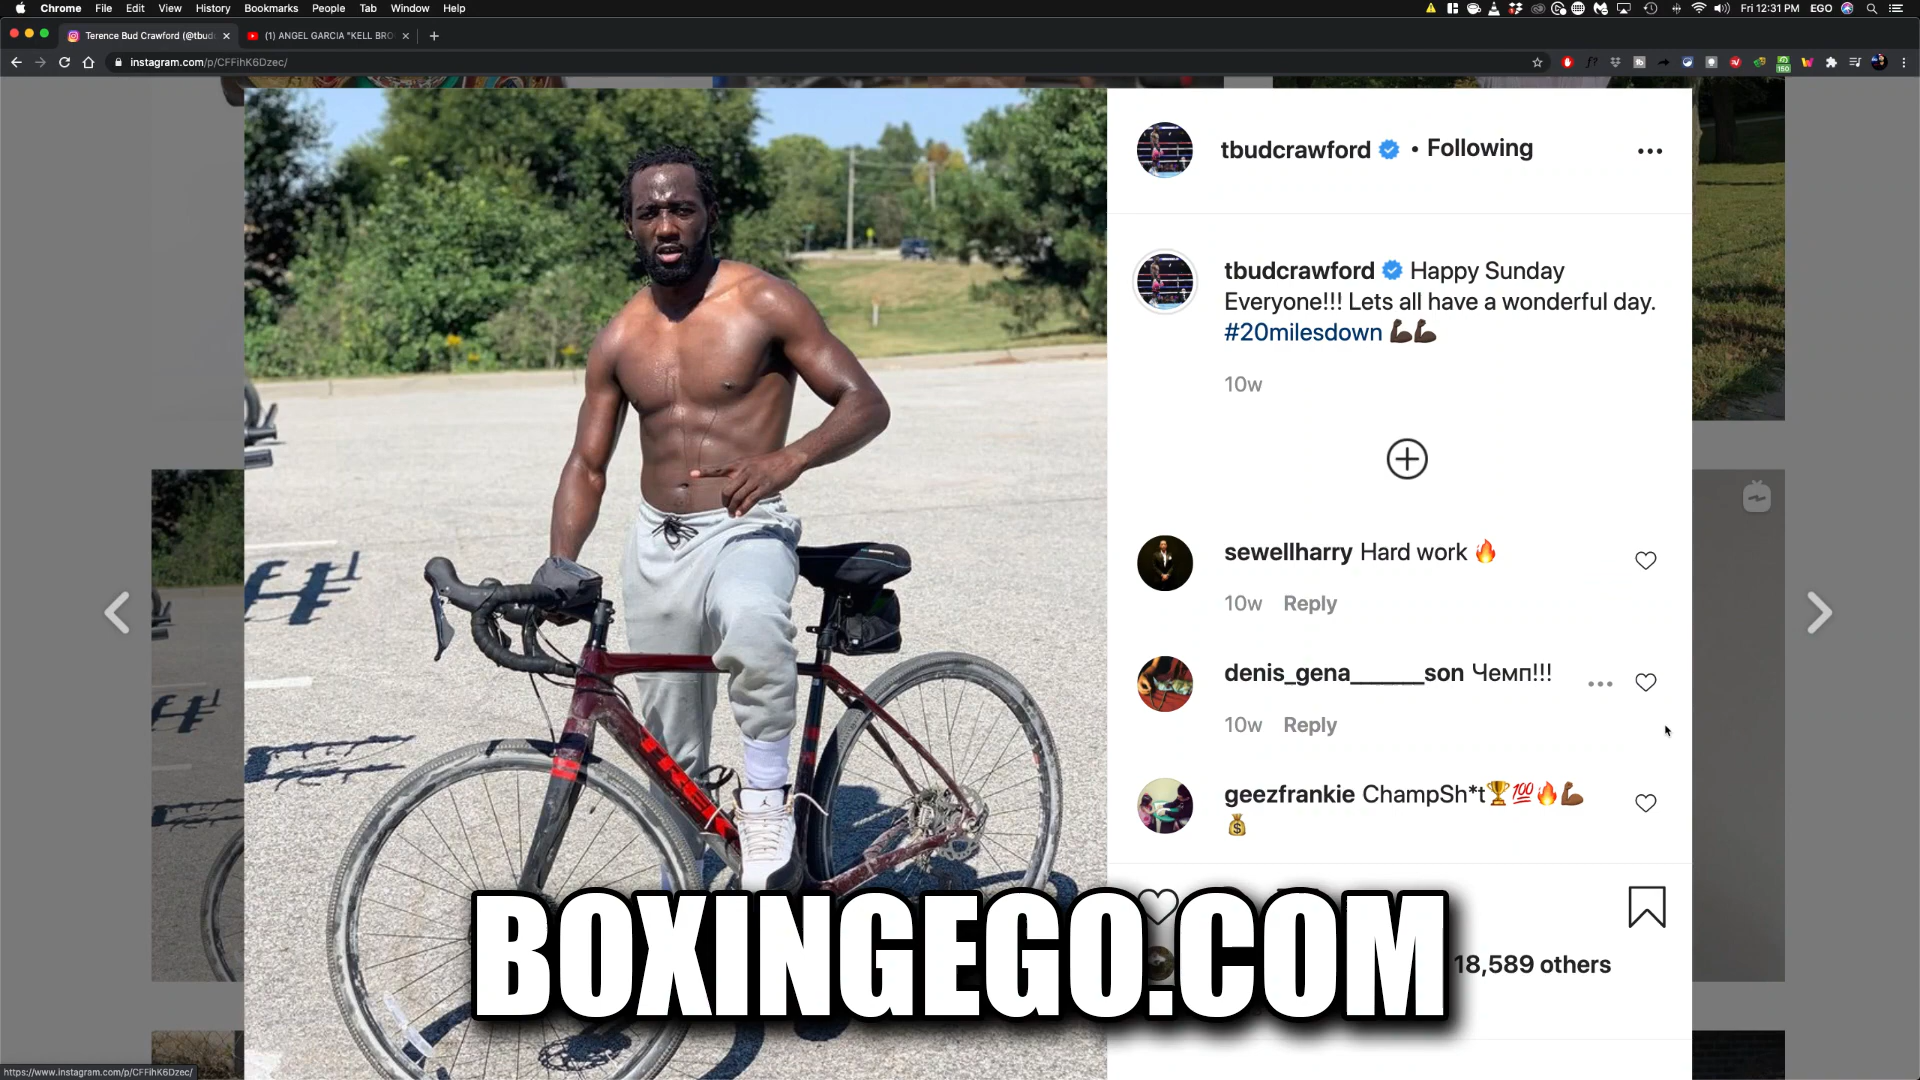 Chrome File Edit View History Bookmarks People Tab Window Help
Fri 12:31 PM EGO
Terence Bud Crawford (@tbud
(1) ANGEL GARCIA "KELL BRO
instagram.com/p/CFFihK6Dzec/
150
tbudcrawford • Following
tbudcrawford Happy Sunday
Everyone!!! Lets all have a wonderful day.
#20milesdown 💪🏿💪🏿
10w
sewellharry Hard work 🔥
10w Reply
denis_gena_______son Чемп!!!
10w Reply
geezfrankie ChampSh*t🏆💯🔥💪🏾
💰
18,589 others
BOXINGEGO.COM
https://www.instagram.com/p/CFFihK6Dzec/